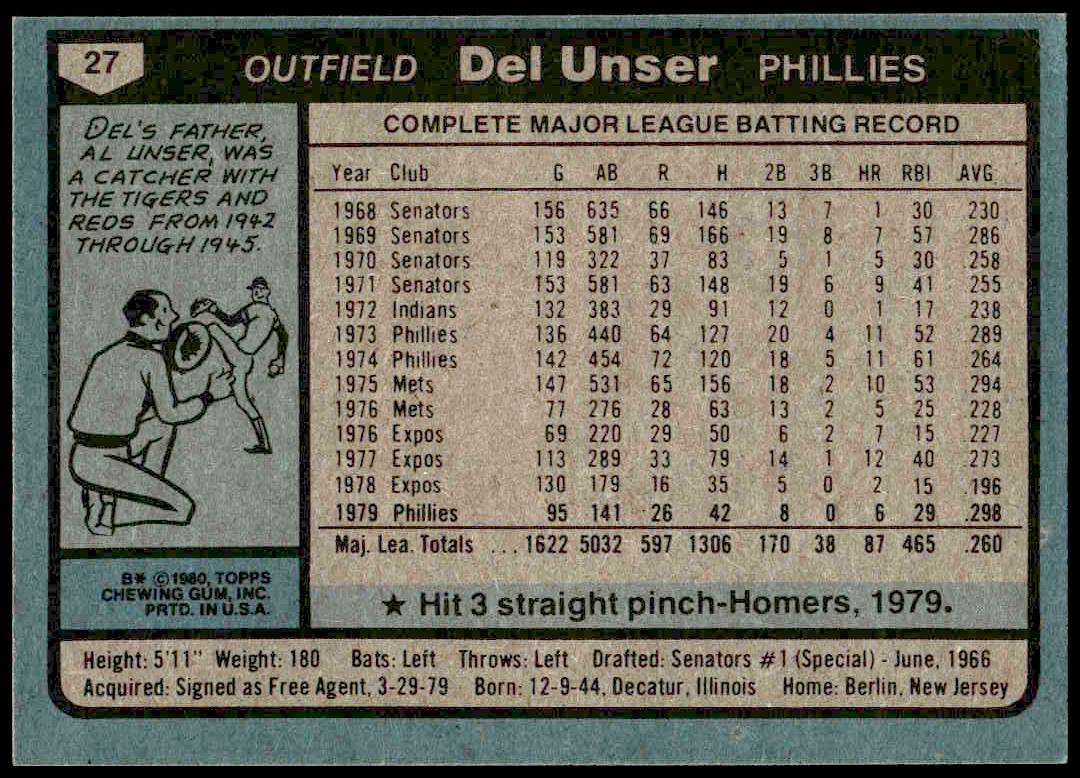 27 OUTFIELD Del Unser PHILLIES
DEL'S FATHER,
AL UNSER, WAS
A CATCHER WITH
THE TIGERS AND
REDS FROM 1942
THROUGH 1945.
B* ©1980, TOPPS
CHEWING GUM, INC.
PRTD. IN U.S.A.
COMPLETE MAJOR LEAGUE BATTING RECORD
Year Club G AB R H 2B 3B HR RBI AVG.
1968 Senators 156 635 66 146 13 7 1 30 .230
1969 Senators 153 581 69 166 19 8 7 57 .286
1970 Senators 119 322 37 83 5 1 5 30 .258
1971 Senators 153 581 63 148 19 6 9 41 .255
1972 Indians 132 383 29 91 12 0 1 17 .238
1973 Phillies 136 440 64 127 20 4 11 52 .289
1974 Phillies 142 454 72 120 18 5 11 61 .264
1975 Mets 147 531 65 156 18 2 10 53 .294
1976 Mets 77 276 28 63 13 2 5 25 .228
1976 Expos 69 220 29 50 6 2 7 15 .227
1977 Expos 113 289 33 79 14 1 12 40 .273
1978 Expos 130 179 16 35 5 0 2 15 .196
1979 Phillies 95 141 26 42 8 0 6 29 .298
Maj. Lea. Totals ... 1622 5032 597 1306 170 38 87 465 .260
★ Hit 3 straight pinch-Homers, 1979.
Height: 5'11" Weight: 180 Bats: Left Throws: Left Drafted: Senators #1 (Special) - June, 1966
Acquired: Signed as Free Agent, 3-29-79 Born: 12-9-44, Decatur, Illinois Home: Berlin, New Jersey